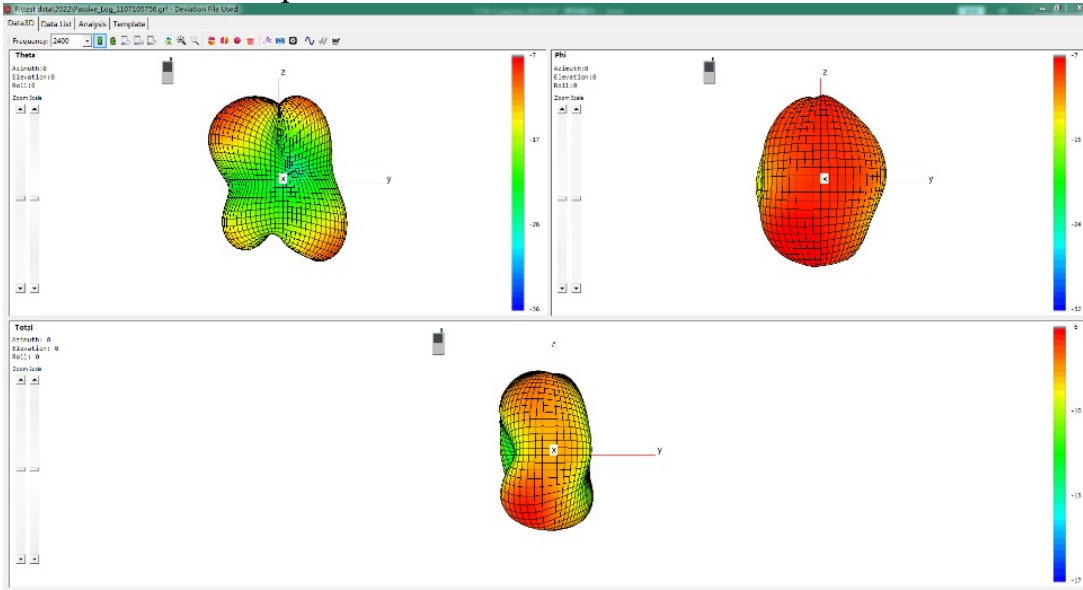 F:\test data\2022\Passive_Log_1107105756.grf - Deviation File Used
Data3D Data List Analysis Template
Frequency: 2400
Theta
Azimuth:0
Elevation:0
Roll:0
Zoom Scale
z
y
x
-7
-17
-26
-36
Phi
Azimuth:0
Elevation:0
Roll:0
Zoom Scale
z
y
x
-7
-15
-24
-32
Total
Azimuth: 0
Elevation: 0
Roll: 0
Zoom Scale
z
y
x
-6
-10
-13
-17